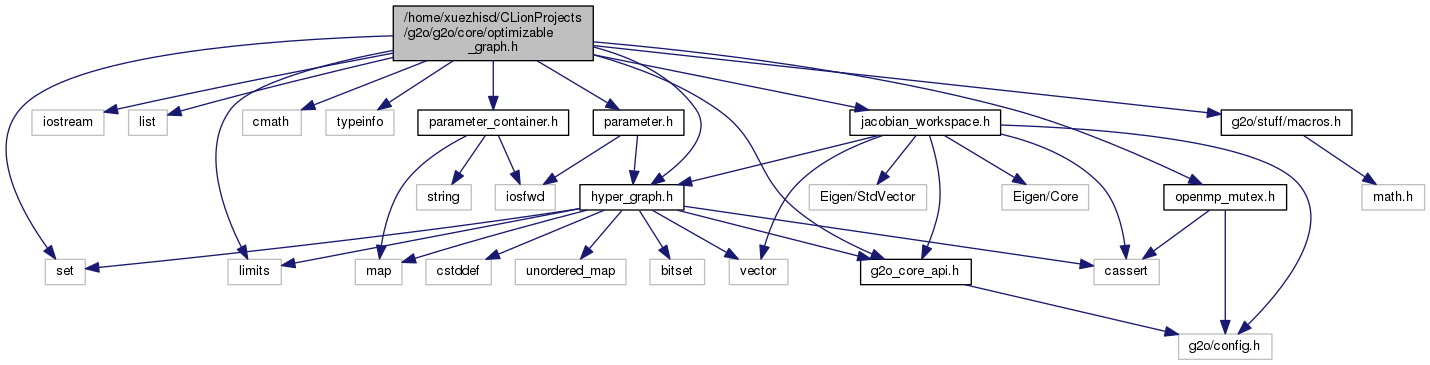 /home/xuezhisd/CLionProjects
/g2o/g2o/core/optimizable
_graph.h
iostream
list
cmath
typeinfo
parameter_container.h
parameter.h
jacobian_workspace.h
g2o/stuff/macros.h
string
iosfwd
hyper_graph.h
Eigen/StdVector
Eigen/Core
openmp_mutex.h
math.h
set
limits
map
cstddef
unordered_map
bitset
vector
g2o_core_api.h
cassert
g2o/config.h